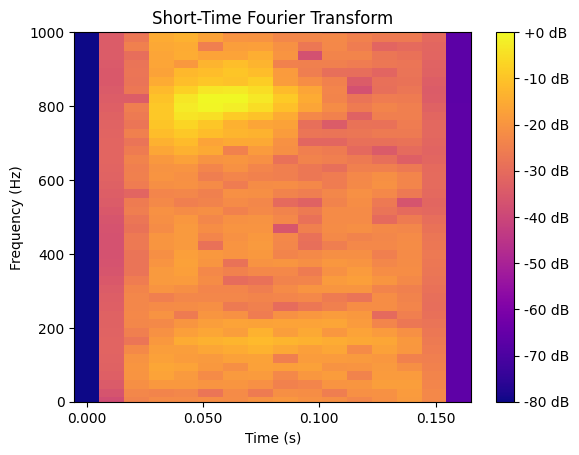 Short-Time Fourier Transform
1000
800
600
400
200
0
Frequency (Hz)
0.000
0.050
0.100
0.150
Time (s)
+0 dB
-10 dB
-20 dB
-30 dB
-40 dB
-50 dB
-60 dB
-70 dB
-80 dB